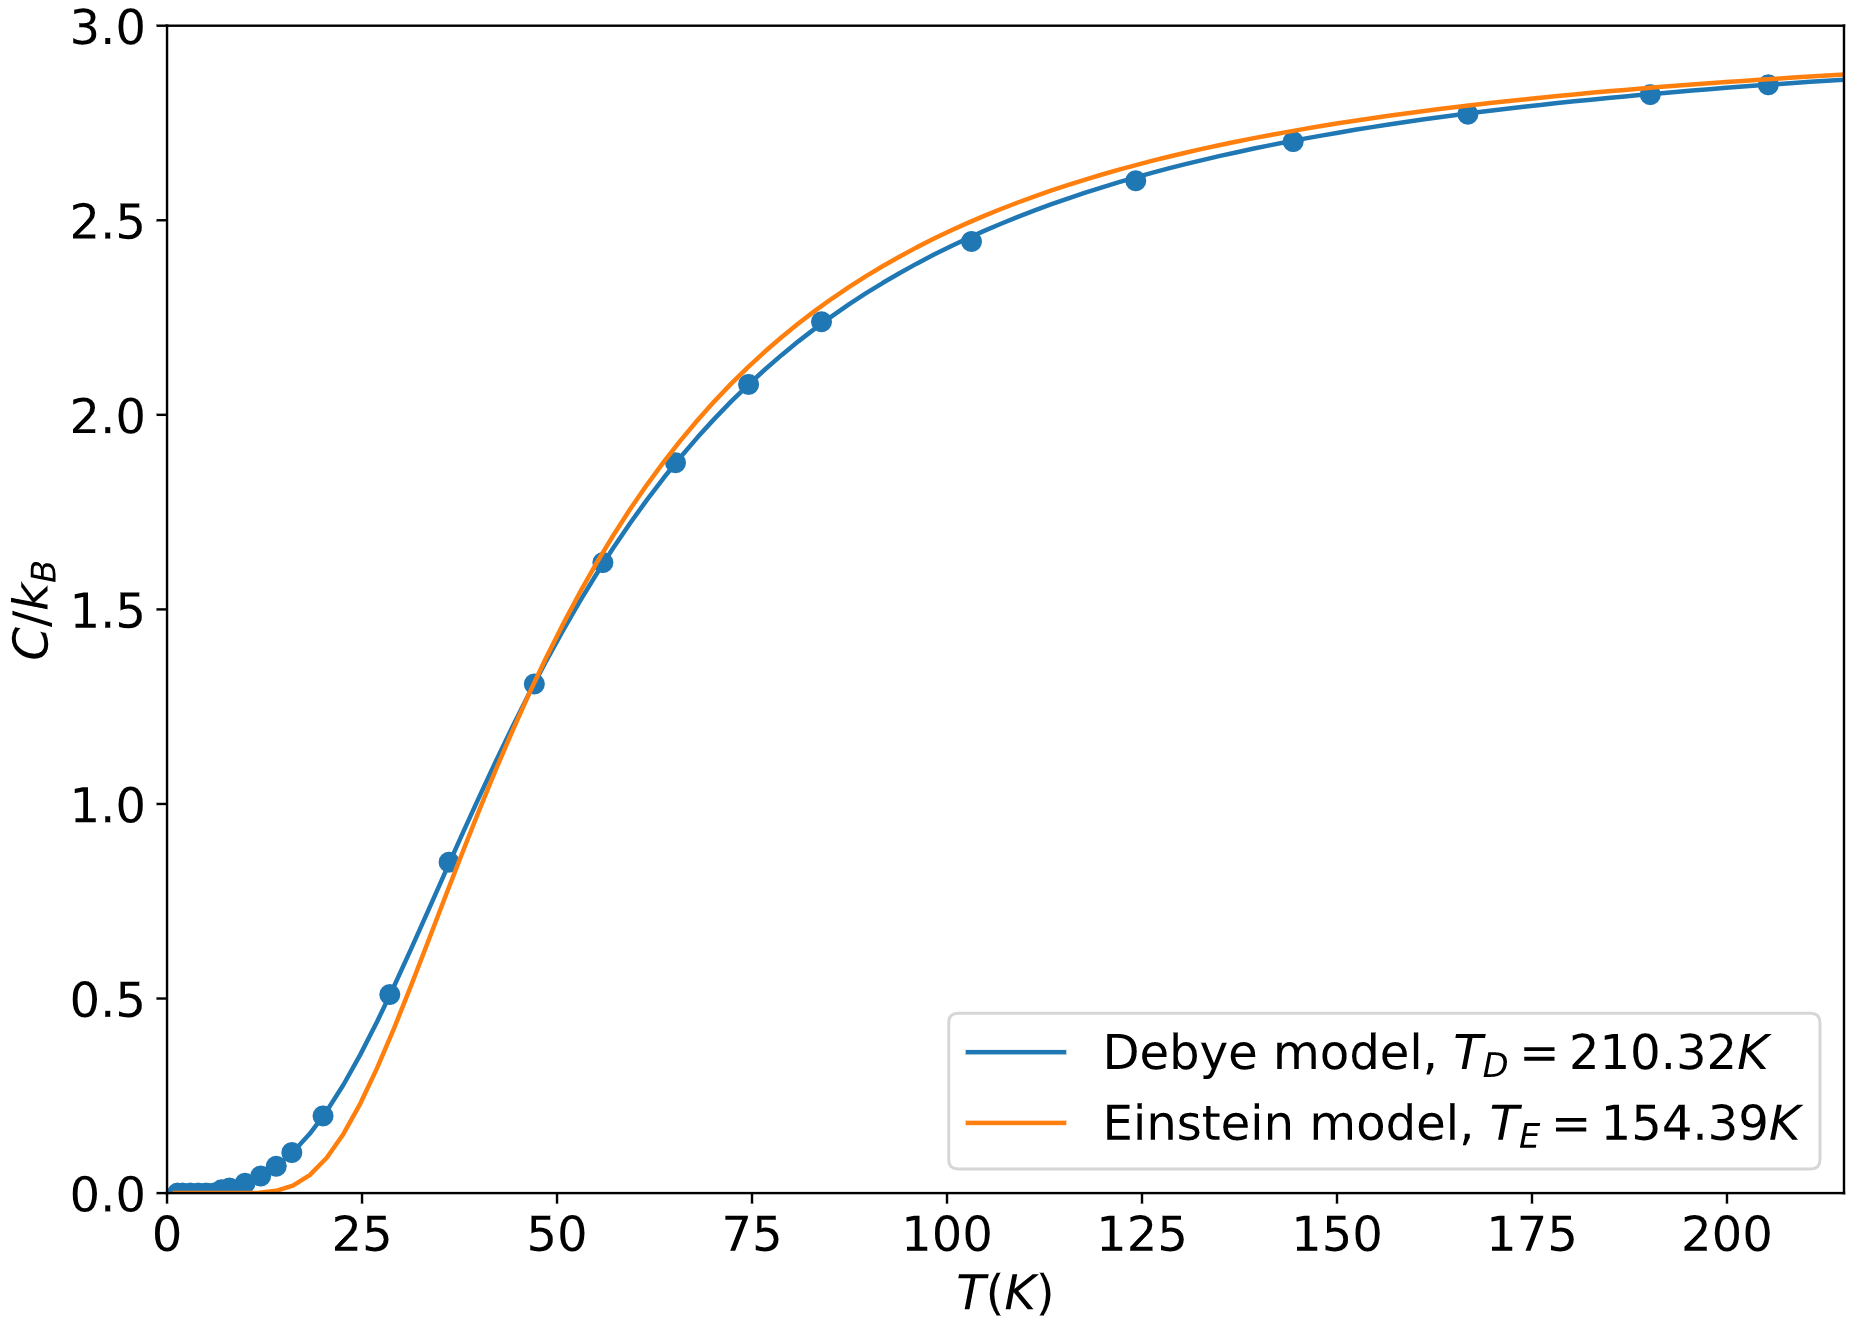 3.0
2.5
2.0
1.5
1.0
0.5
0.0
C/k_B
0 25 50 75 100 125 150 175 200
T(K)
Debye model, T_D = 210.32K
Einstein model, T_E = 154.39K